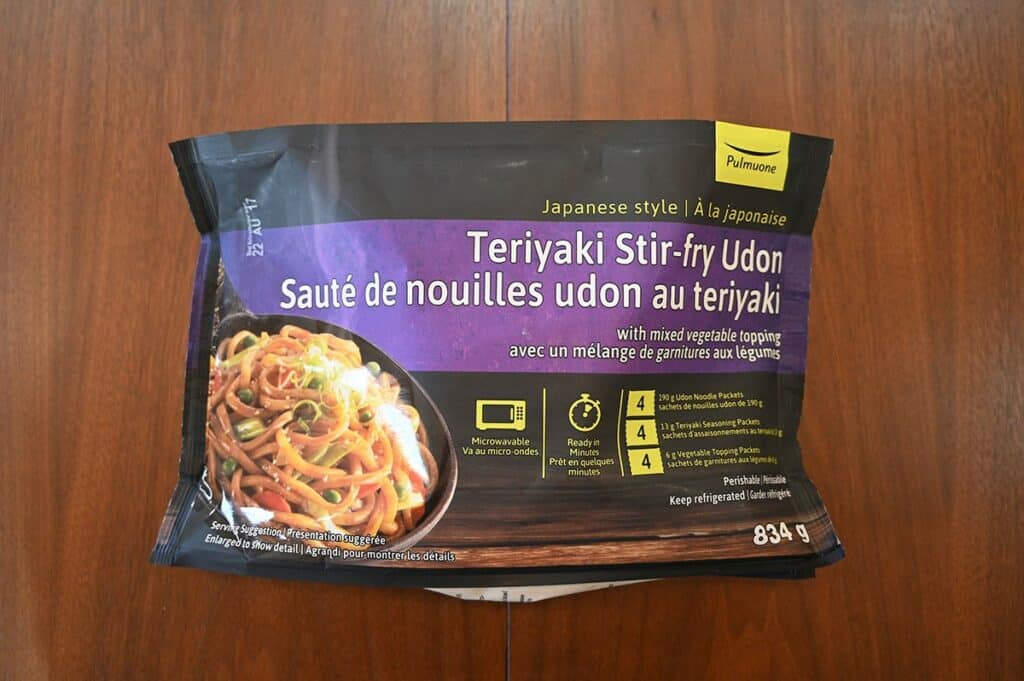 Pulmuone
Japanese style | À la japonaise
22 AU 17
Teriyaki Stir-fry Udon
Sauté de nouilles udon au teriyaki
with mixed vegetable topping
avec un mélange de garnitures aux légumes
Microwavable
Va au micro-ondes
Ready in
Minutes
Prêt en quelques
minutes
4
190 g Udon Noodle Packets
sachets de nouilles udon de 190 g
4
13 g Teriyaki Seasoning Packets
sachets d'assaisonnements au teriyaki
4
6 g Vegetable Topping Packets
sachets de garnitures aux légumes
Perishable | Périssable
Keep refrigerated | Garder réfrigéré
834 g
Serving Suggestion | Présentation suggérée
Enlarged to show detail | Agrandi pour montrer les détails